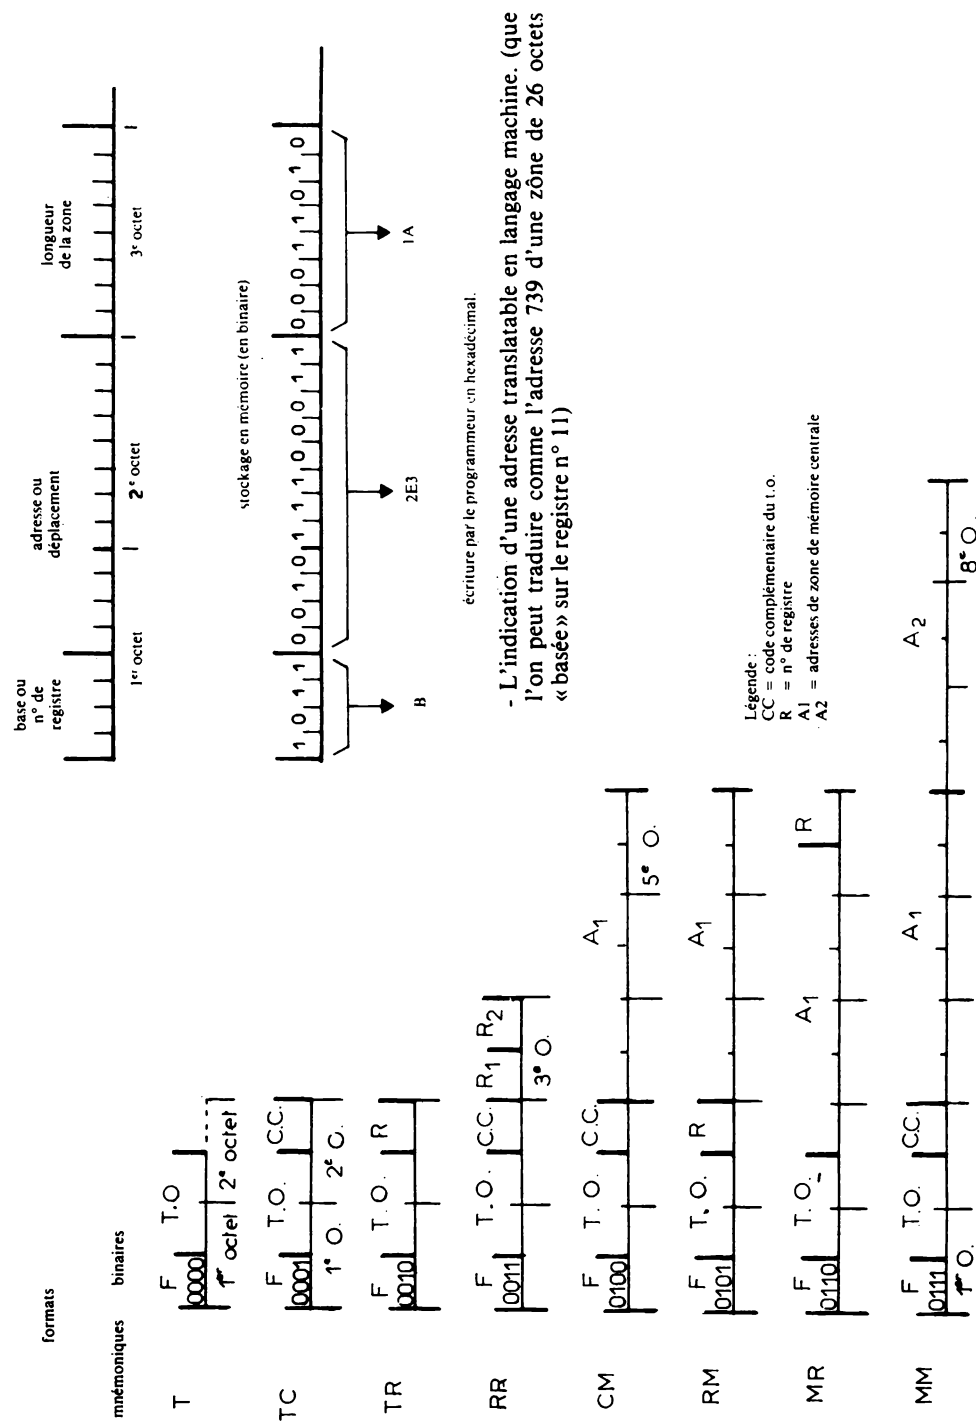 formats
mnémoniques binaires
T F 0000 T.O
1er octet 2e octet
TC F 0001 T.O. C.C.
1e O. 2e O.
TR F 0010 T.O. R
RR F 0011 T.O. C.C. R1 R2
3e O.
CM F 0100 T.O. C.C. A1
5e O.
RM F 0101 T.O. R A1
MR F 0110 T.O. A1 R
MM F 0111 T.O. C.C. A1 A2
1er O. 8e O.
base ou
n° de
registre
adresse ou
déplacement
longueur
de la zone
1er octet 2e octet 3e octet
stockage en mémoire (en binaire)
1 0 1 1 0 0 1 0 1 1 1 0 0 0 1 1 0 0 0 1 1 0 1 0
B 2E3 1A
écriture par le programmeur en hexadécimal.
- L'indication d'une adresse translatable en langage machine. (que
l'on peut traduire comme l'adresse 739 d'une zône de 26 octets
« basée» sur le registre n° 11)
Légende :
CC = code complémentaire du t.o.
R = n° de registre
A1
A2 = adresses de zone de mémoire centrale